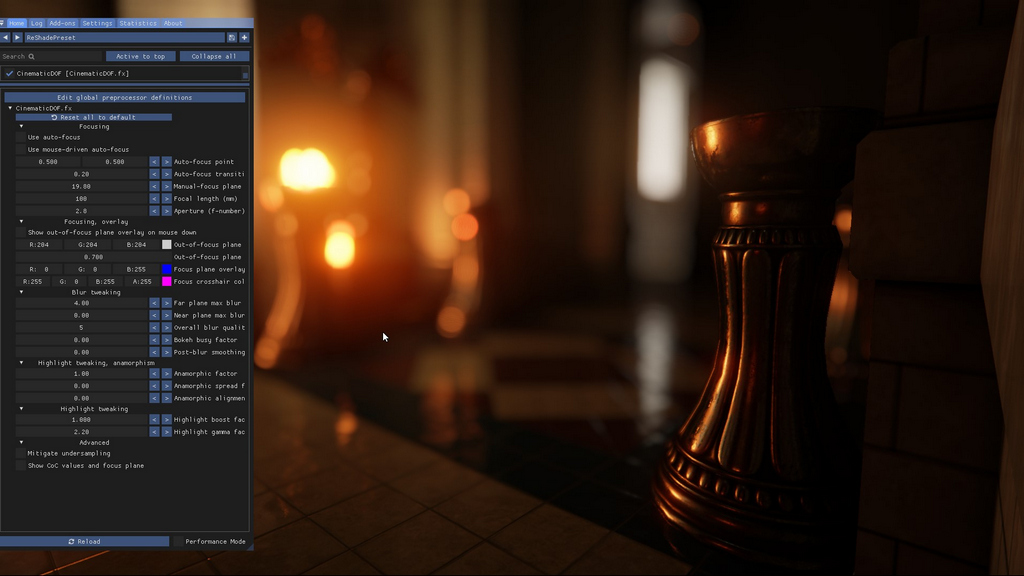 Home Log Add-ons Settings Statistics About
ReShadePreset
Search Active to top Collapse all
CinematicDOF [CinematicDOF.fx]
Edit global preprocessor definitions
CinematicDOF.fx
Reset all to default
Focusing
Use auto-focus
Use mouse-driven auto-focus
0.500 0.500 < > Auto-focus point
0.20 < > Auto-focus transiti
19.80 < > Manual-focus plane
100 < > Focal length (mm)
2.8 < > Aperture (f-number)
Focusing, overlay
Show out-of-focus plane overlay on mouse down
R:204 G:204 B:204 Out-of-focus plane
0.700 Out-of-focus plane
R: 0 G: 0 B:255 Focus plane overlay
R:255 G: 0 B:255 A:255 Focus crosshair col
Blur tweaking
4.00 < > Far plane max blur
0.00 < > Near plane max blur
5 < > Overall blur qualit
0.00 < > Bokeh busy factor
0.00 < > Post-blur smoothing
Highlight tweaking, anamorphism
1.00 < > Anamorphic factor
0.00 < > Anamorphic spread f
0.00 < > Anamorphic alignmen
Highlight tweaking
1.000 < > Highlight boost fac
2.20 < > Highlight gamma fac
Advanced
Mitigate undersampling
Show CoC values and focus plane
Reload Performance Mode